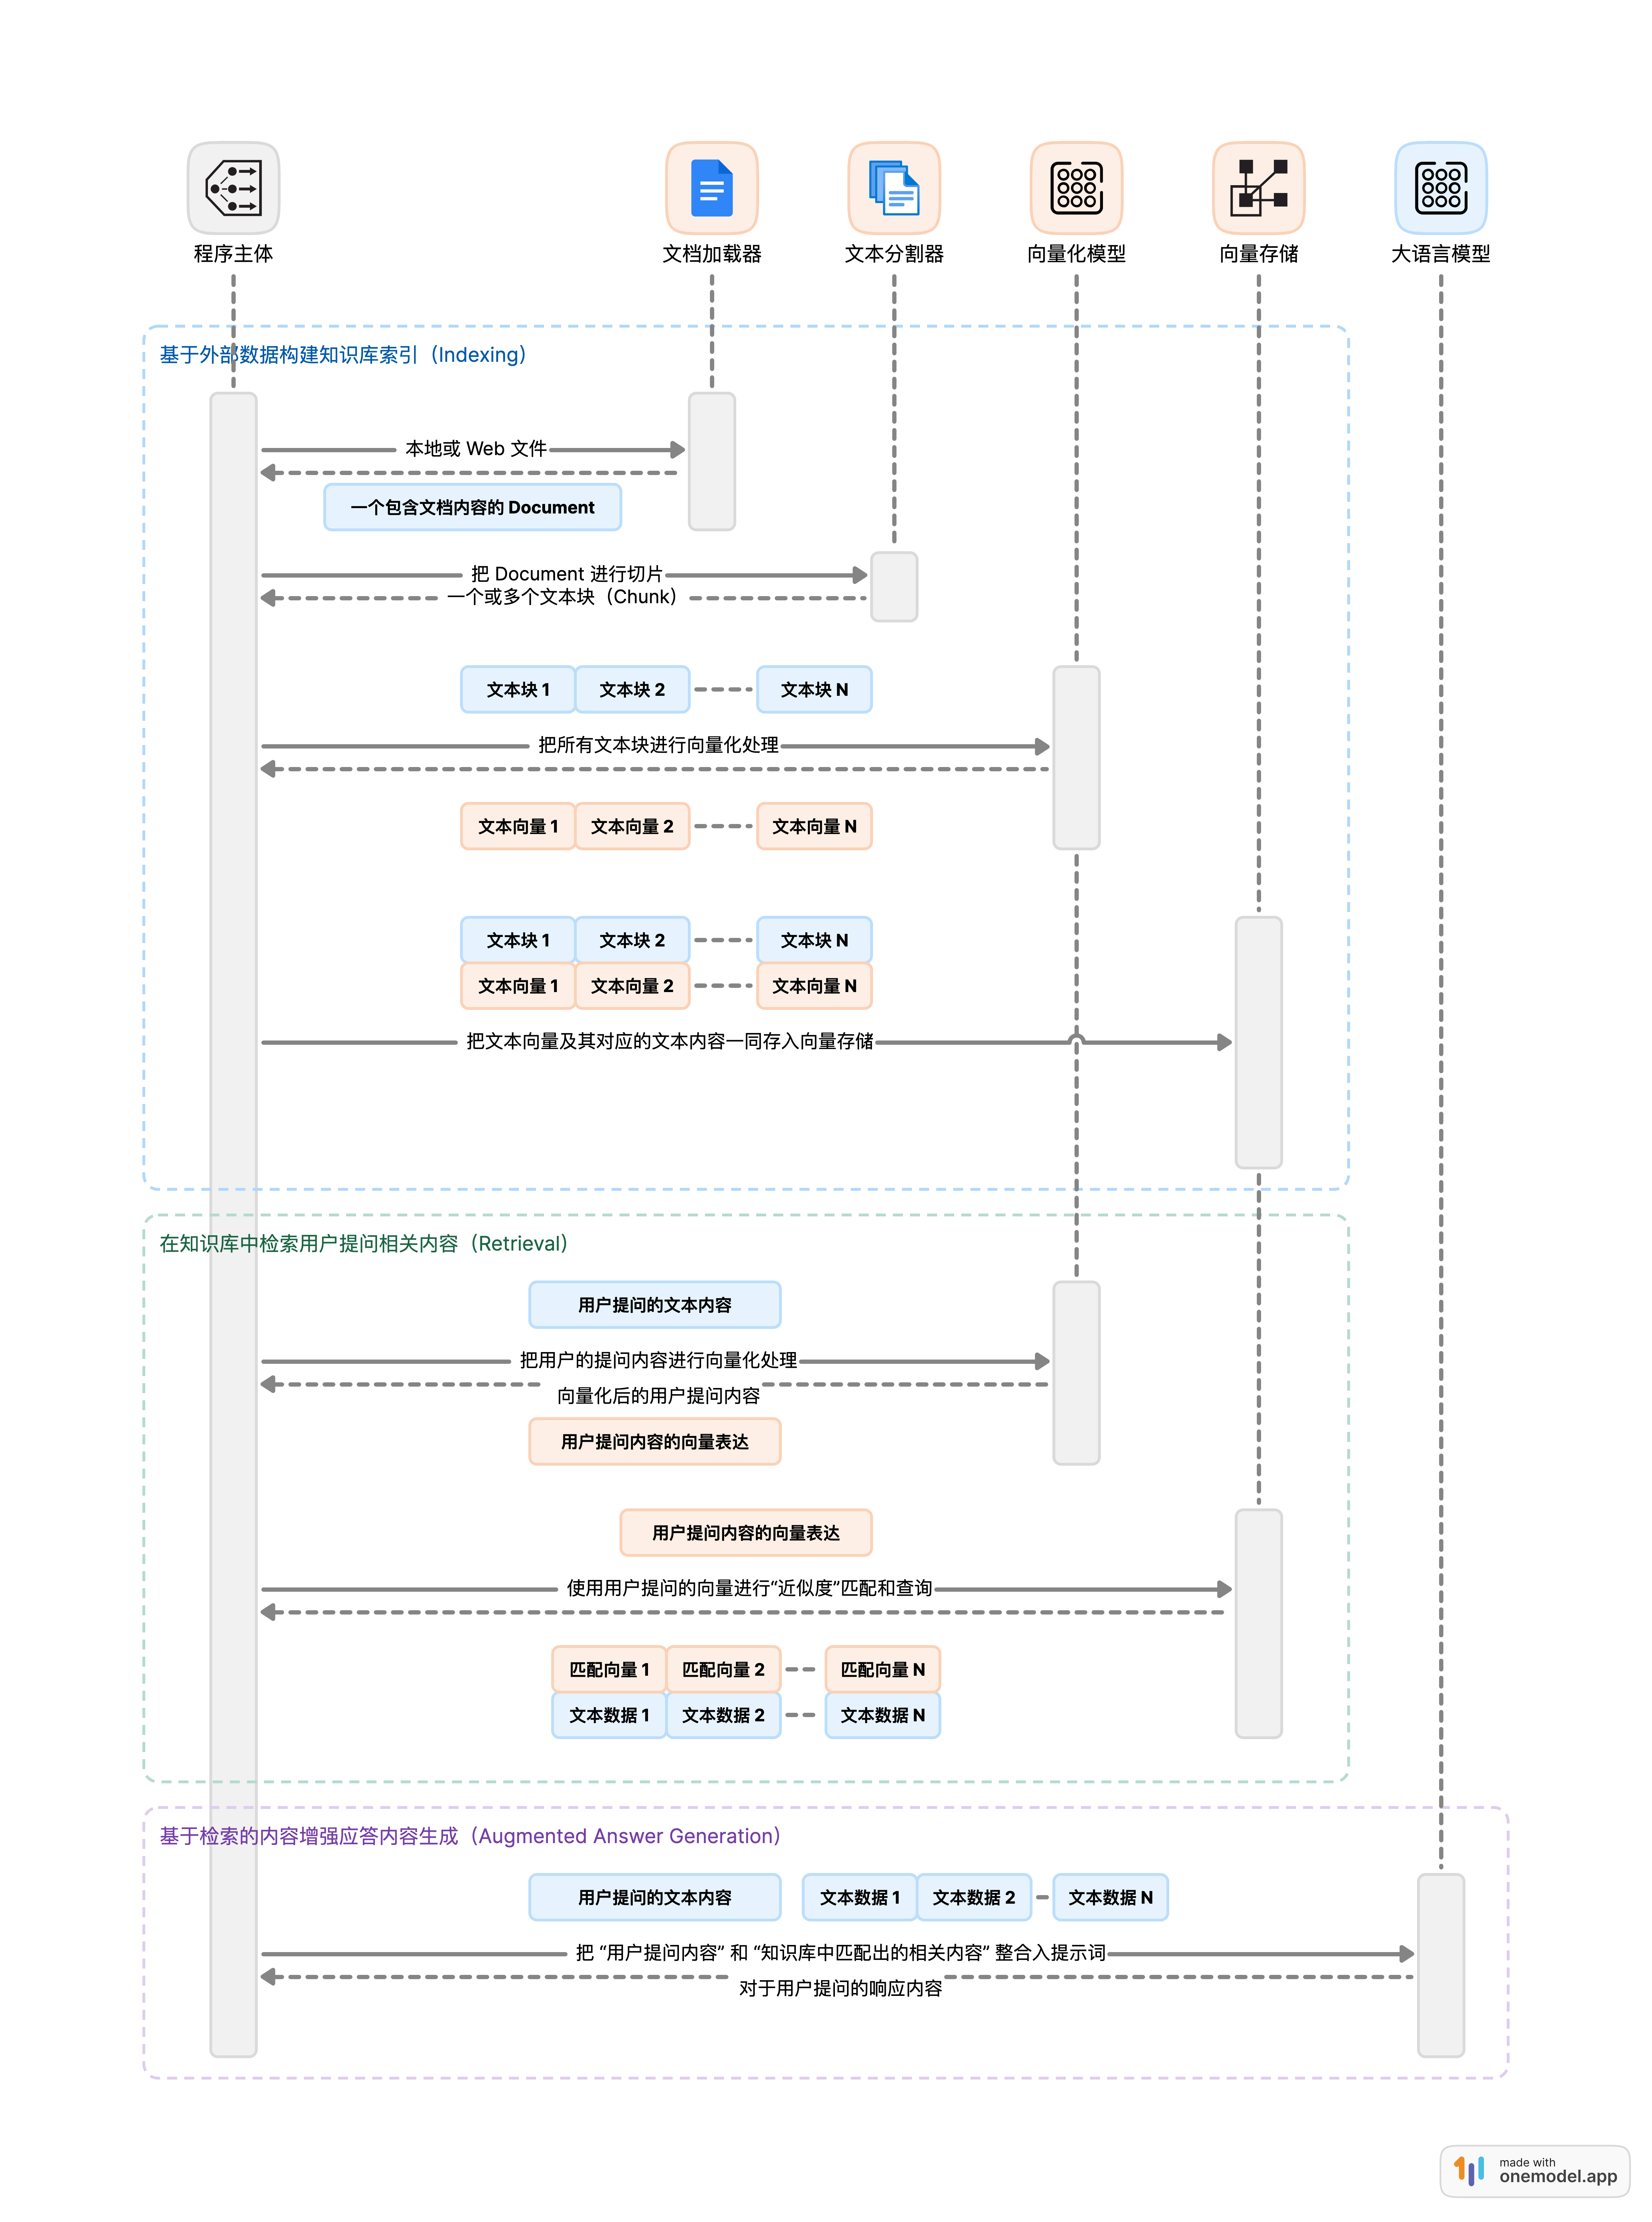 程序主体
文档加载器
文本分割器
向量化模型
向量存储
大语言模型
基于外部数据构建知识库索引（Indexing）
本地或 Web 文件
一个包含文档内容的 Document
把 Document 进行切片
一个或多个文本块（Chunk）
文本块 1
文本块 2
文本块 N
把所有文本块进行向量化处理
文本向量 1
文本向量 2
文本向量 N
文本块 1
文本块 2
文本块 N
文本向量 1
文本向量 2
文本向量 N
把文本向量及其对应的文本内容一同存入向量存储
在知识库中检索用户提问相关内容（Retrieval）
用户提问的文本内容
把用户的提问内容进行向量化处理
向量化后的用户提问内容
用户提问内容的向量表达
用户提问内容的向量表达
使用用户提问的向量进行“近似度”匹配和查询
匹配向量 1
匹配向量 2
匹配向量 N
文本数据 1
文本数据 2
文本数据 N
基于检索的内容增强应答内容生成（Augmented Answer Generation）
用户提问的文本内容
文本数据 1
文本数据 2
文本数据 N
把 “用户提问内容” 和 “知识库中匹配出的相关内容” 整合入提示词
对于用户提问的响应内容
made with
onemodel.app